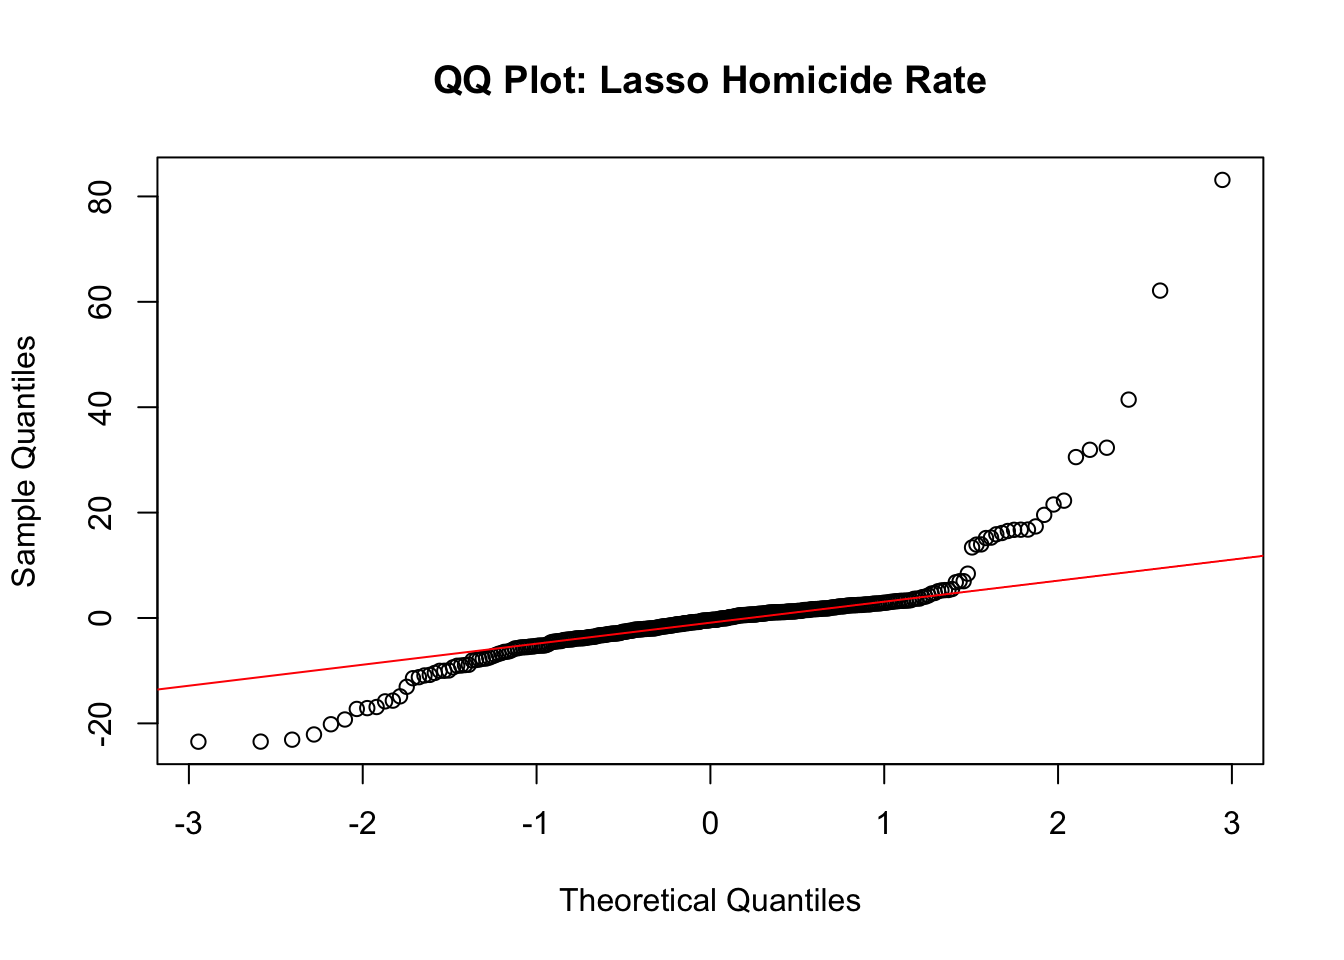 QQ Plot: Lasso Homicide Rate
80
60
40
20
0
-20
Sample Quantiles
-3 -2 -1 0 1 2 3
Theoretical Quantiles